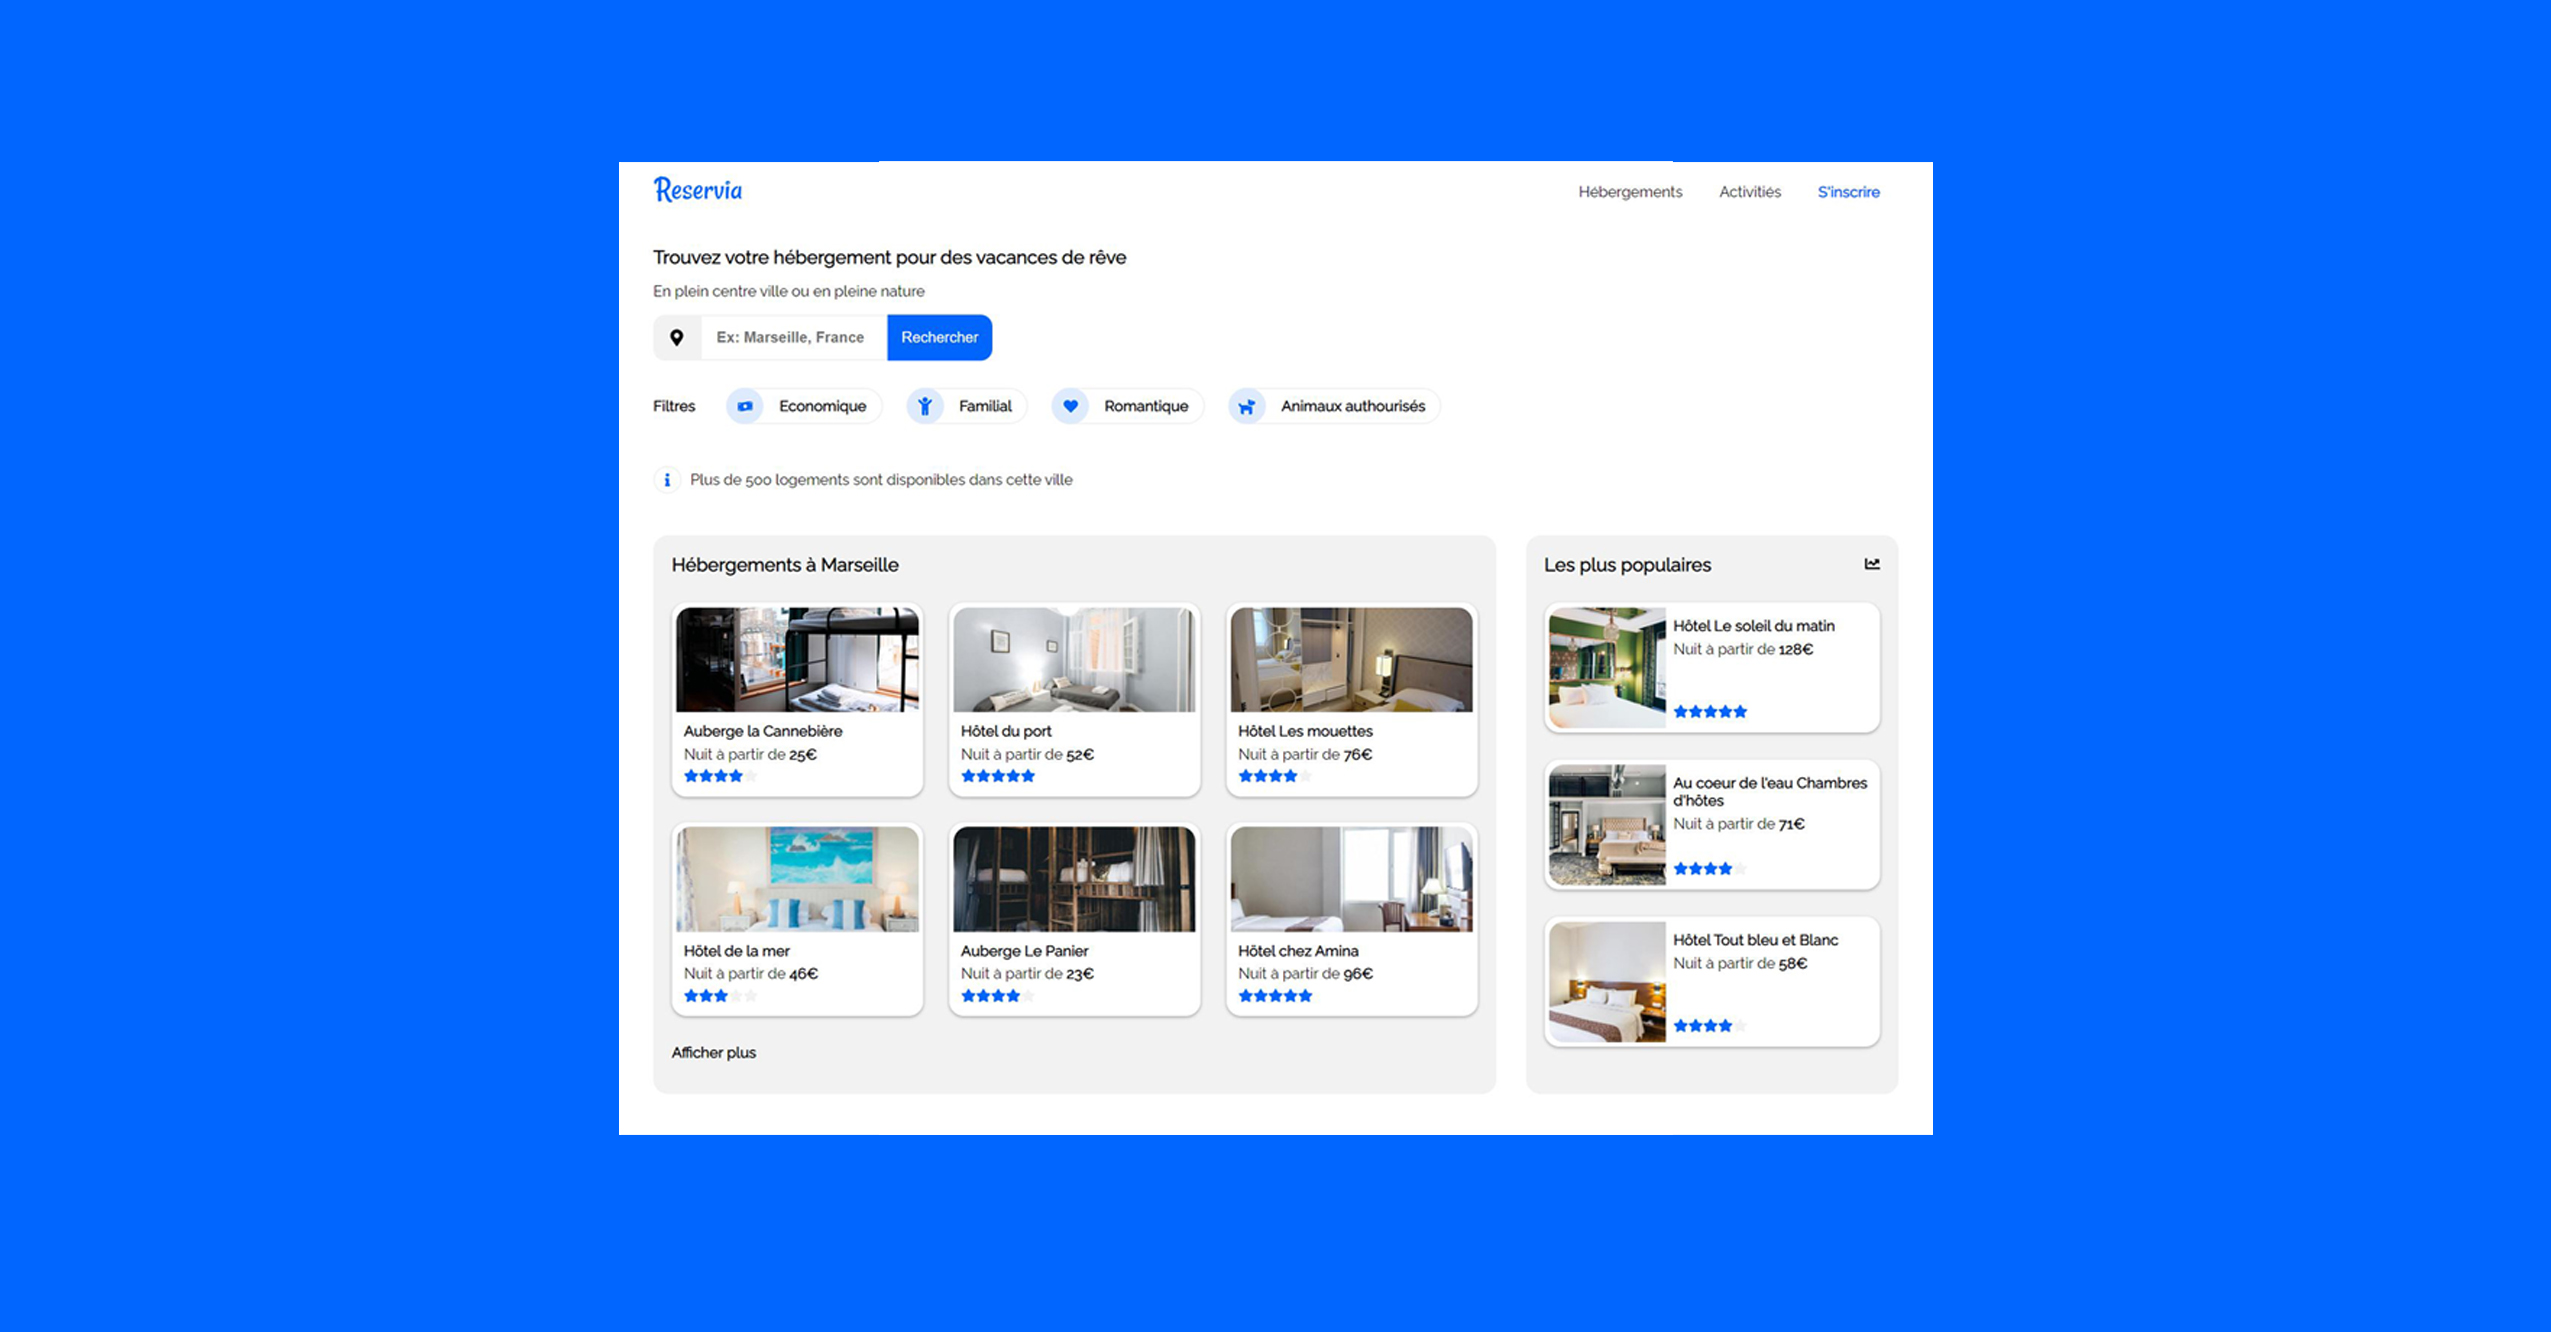 Reservia
Hébergements
Activitiés
S'inscrire
Trouvez votre hébergement pour des vacances de rêve
En plein centre ville ou en pleine nature
Ex: Marseille, France
Rechercher
Filtres
Economique
Familial
Romantique
Animaux authourisés
Plus de 500 logements sont disponibles dans cette ville
Hébergements à Marseille
Auberge la Cannebière
Nuit à partir de 25€
Hôtel du port
Nuit à partir de 52€
Hôtel Les mouettes
Nuit à partir de 76€
Hôtel de la mer
Nuit à partir de 46€
Auberge Le Panier
Nuit à partir de 23€
Hôtel chez Amina
Nuit à partir de 96€
Afficher plus
Les plus populaires
Hôtel Le soleil du matin
Nuit à partir de 128€
Au coeur de l'eau Chambres
d'hôtes
Nuit à partir de 71€
Hôtel Tout bleu et Blanc
Nuit à partir de 58€